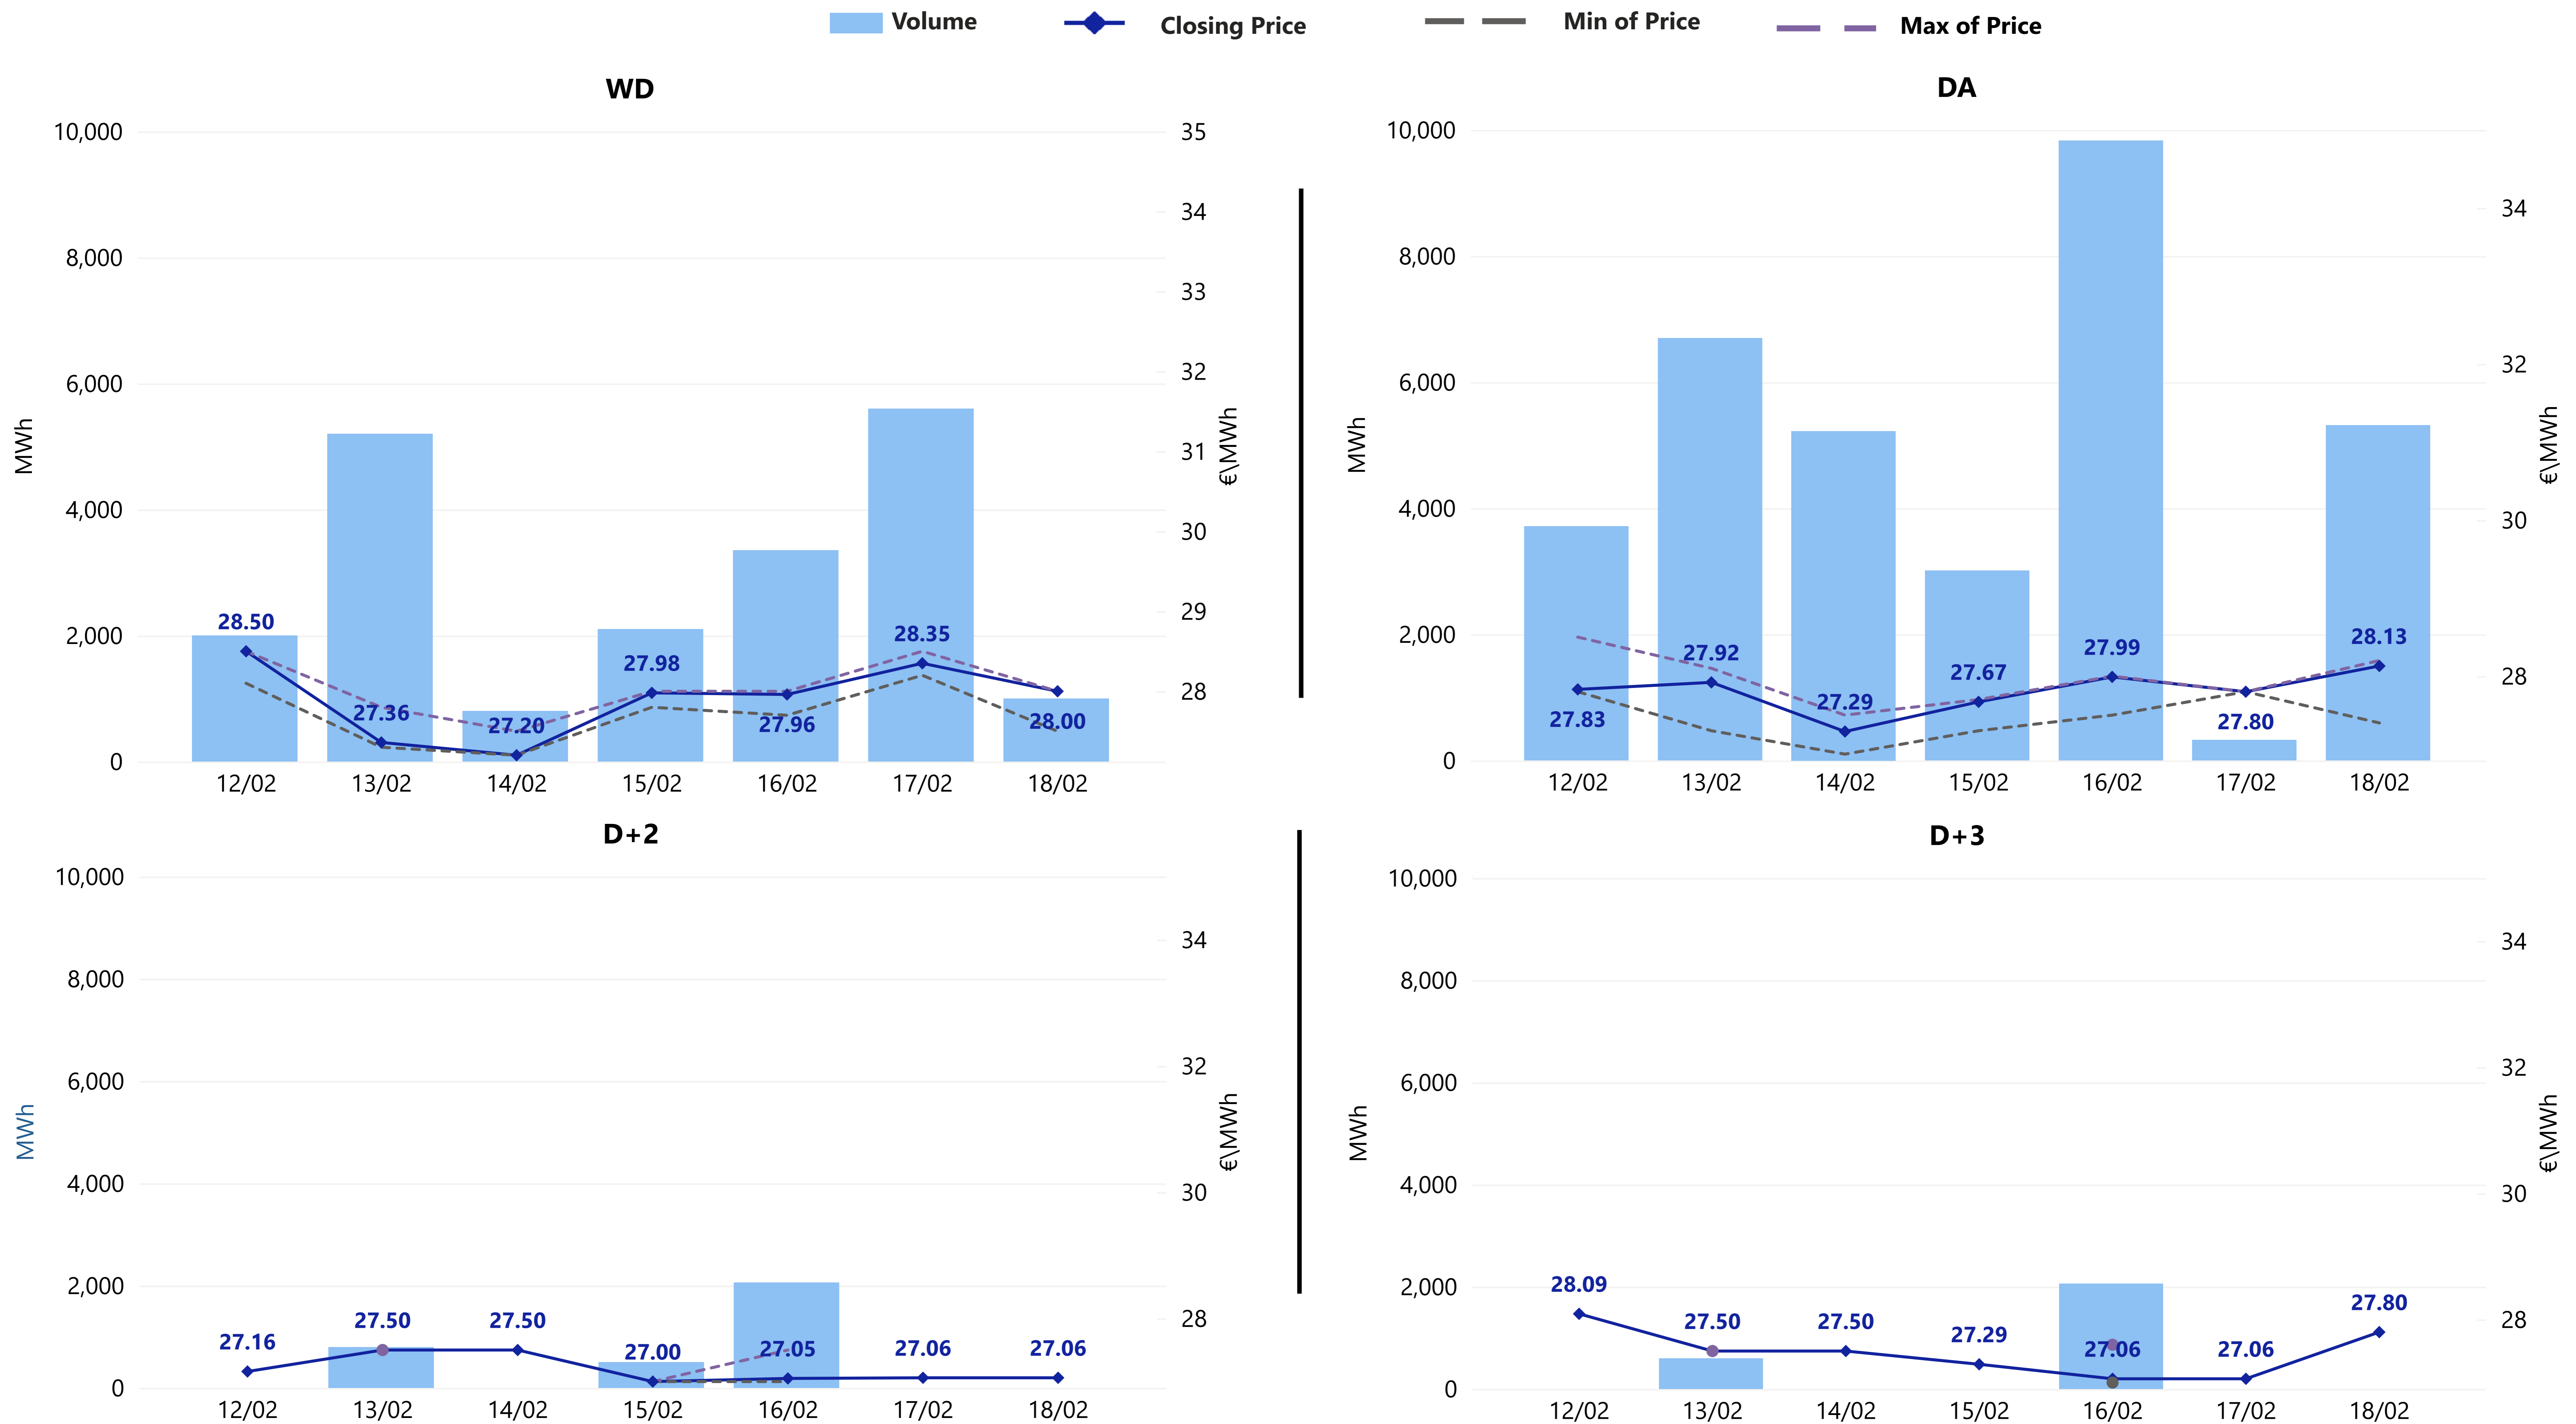 Volume Closing Price Min of Price Max of Price
WD
10,000
8,000
6,000
4,000
2,000
0
MWh
35
34
33
32
31
30
29
28
€\MWh
28.50 27.36 27.20 27.98 27.96 28.35 28.00
12/02 13/02 14/02 15/02 16/02 17/02 18/02
DA
10,000
8,000
6,000
4,000
2,000
0
MWh
34
32
30
28
€\MWh
27.83 27.92 27.29 27.67 27.99 27.80 28.13
12/02 13/02 14/02 15/02 16/02 17/02 18/02
D+2
10,000
8,000
6,000
4,000
2,000
0
MWh
34
32
30
28
€\MWh
27.16 27.50 27.50 27.00 27.05 27.06 27.06
12/02 13/02 14/02 15/02 16/02 17/02 18/02
D+3
10,000
8,000
6,000
4,000
2,000
0
MWh
34
32
30
28
€\MWh
28.09 27.50 27.50 27.29 27.06 27.06 27.80
12/02 13/02 14/02 15/02 16/02 17/02 18/02